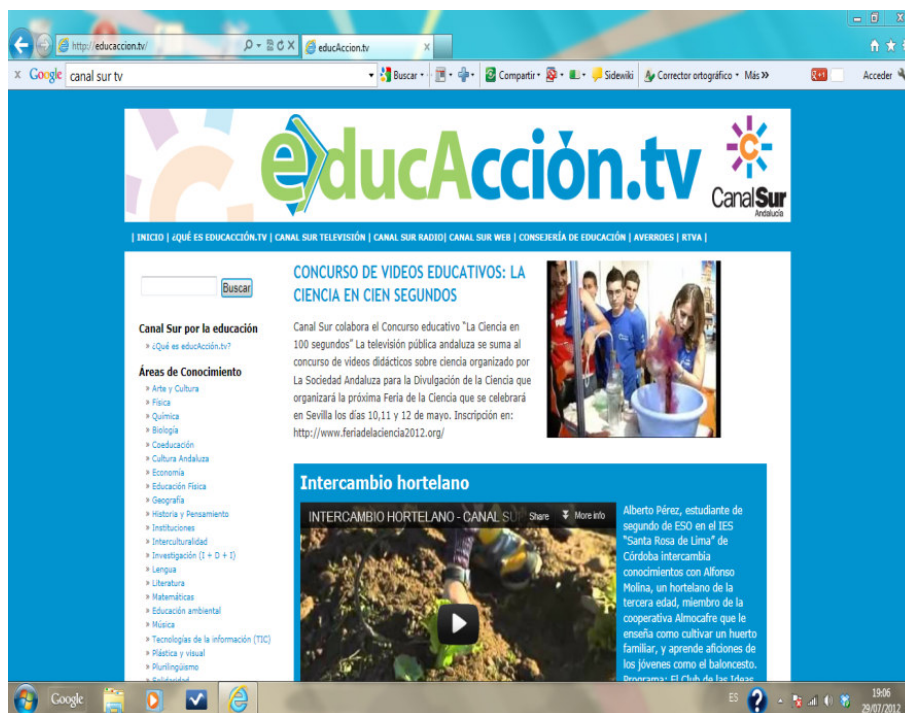 http://educaccion.tv/
educAccion.tv
x Google canal sur tv Buscar Compartir Sidewiki Corrector ortográfico Más » +1 Acceder
educAcción.tv
CanalSur
Andalucía
| INICIO | ¿QUÉ ES EDUCACCIÓN.TV | CANAL SUR TELEVISIÓN | CANAL SUR RADIO| CANAL SUR WEB | CONSEJERÍA DE EDUCACIÓN | AVERROES | RTVA |
Buscar
Canal Sur por la educación
» ¿Qué es educAcción.tv?
Áreas de Conocimiento
» Arte y Cultura
» Física
» Química
» Biología
» Coeducación
» Cultura Andaluza
» Economía
» Educación Física
» Geografía
» Historia y Pensamiento
» Instituciones
» Interculturalidad
» Investigación (I + D + I)
» Lengua
» Literatura
» Matemáticas
» Educación ambiental
» Música
» Tecnologías de la información (TIC)
» Plástica y visual
» Plurilingüismo
» Solidaridad
CONCURSO DE VIDEOS EDUCATIVOS: LA
CIENCIA EN CIEN SEGUNDOS
Canal Sur colabora el Concurso educativo "La Ciencia en
100 segundos" La televisión pública andaluza se suma al
concurso de vídeos didácticos sobre ciencia organizado por
La Sociedad Andaluza para la Divulgación de la Ciencia que
organizará la próxima Feria de la Ciencia que se celebrará
en Sevilla los días 10,11 y 12 de mayo. Inscripción en:
http://www.feriadelaciencia2012.org/
Intercambio hortelano
INTERCAMBIO HORTELANO - CANAL SU Share More info
Alberto Pérez, estudiante de
segundo de ESO en el IES
"Santa Rosa de Lima" de
Córdoba intercambia
conocimientos con Alfonso
Molina, un hortelano de la
tercera edad, miembro de la
cooperativa Almocafre que le
enseña como cultivar un huerto
familiar, y aprende aficiones de
los jóvenes como el baloncesto.
Programa: El Club de las Ideas
Google
ES
19:06
29/07/2012